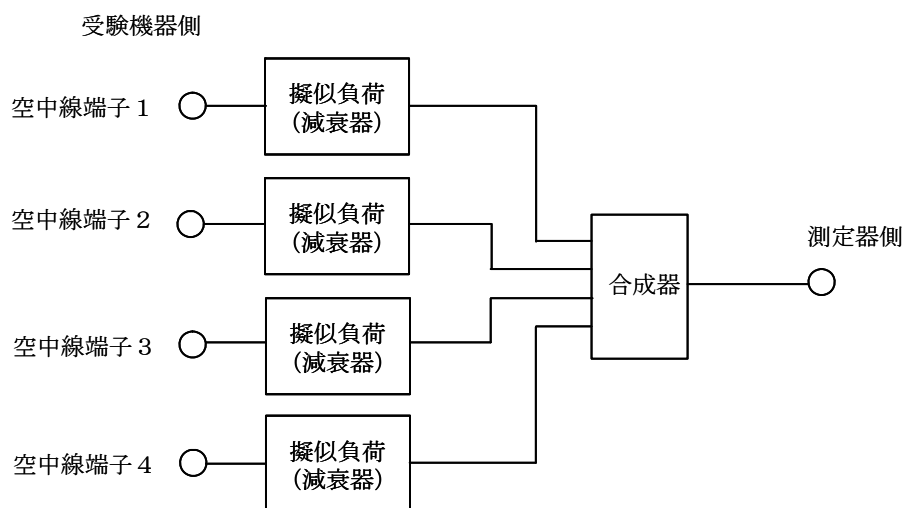 受験機器側
空中線端子１
擬似負荷
（減衰器）
空中線端子２
擬似負荷
（減衰器）
測定器側
合成器
空中線端子３
擬似負荷
（減衰器）
空中線端子４
擬似負荷
（減衰器）